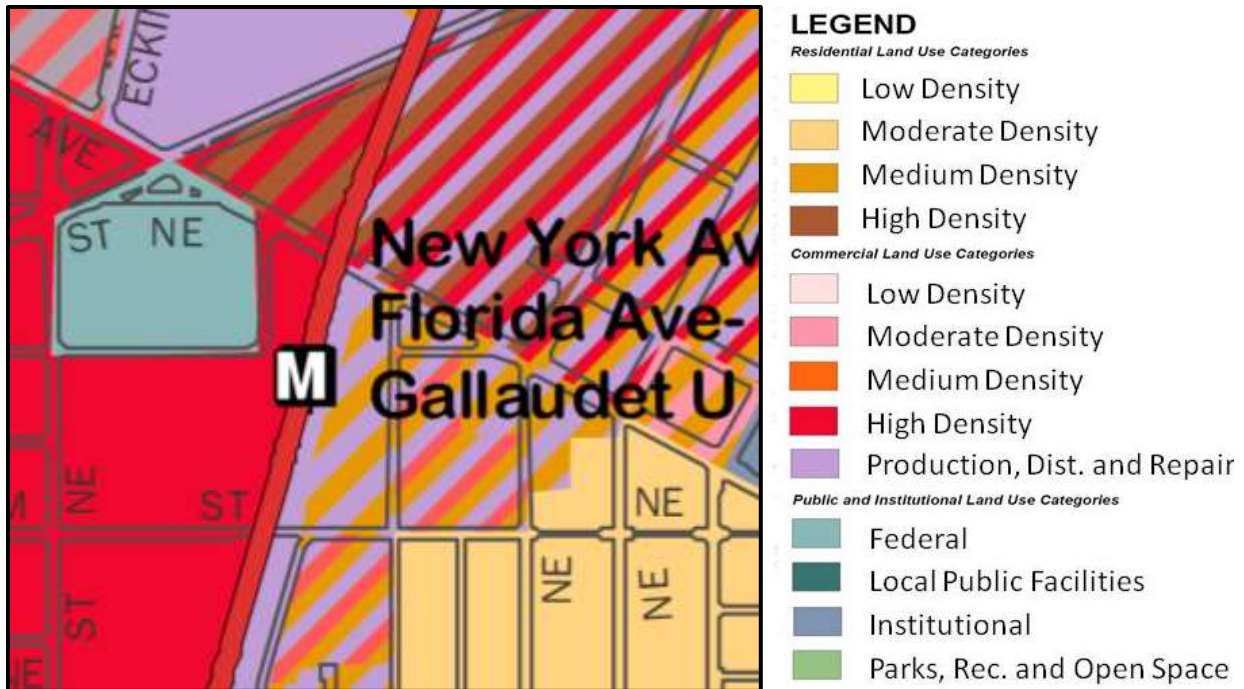 ECKIN
AVE
ST NE
New York Av
Florida Ave-
Gallaudet U
M
NE
M
ST
NE
NE
NE
ST
NE
LEGEND
Residential Land Use Categories
Low Density
Moderate Density
Medium Density
High Density
Commercial Land Use Categories
Low Density
Moderate Density
Medium Density
High Density
Production, Dist. and Repair
Public and Institutional Land Use Categories
Federal
Local Public Facilities
Institutional
Parks, Rec. and Open Space